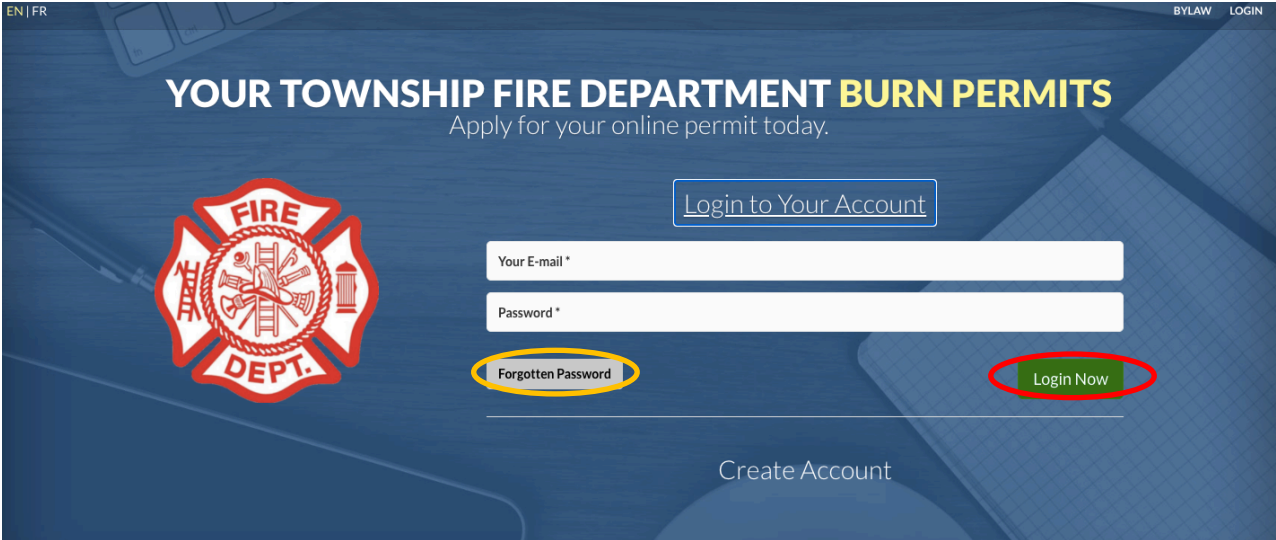 EN | FR
BYLAW LOGIN
YOUR TOWNSHIP FIRE DEPARTMENT BURN PERMITS
Apply for your online permit today.
FIRE
DEPT.
Login to Your Account
Your E-mail *
Password *
Forgotten Password
Login Now
Create Account